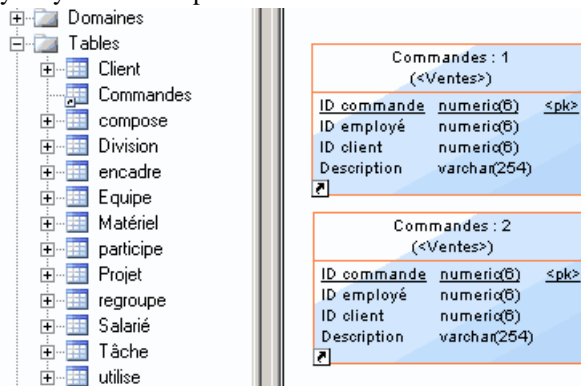 Domaines
Tables
Client
Commandes
compose
Division
encadre
Equipe
Matériel
participe
Projet
regroupe
Salarié
Tâche
utilise
Commandes : 1
(<Ventes>)
ID commande numeric(6) <pk>
ID employé numeric(6)
ID client numeric(6)
Description varchar(254)
Commandes : 2
(<Ventes>)
ID commande numeric(6) <pk>
ID employé numeric(6)
ID client numeric(6)
Description varchar(254)